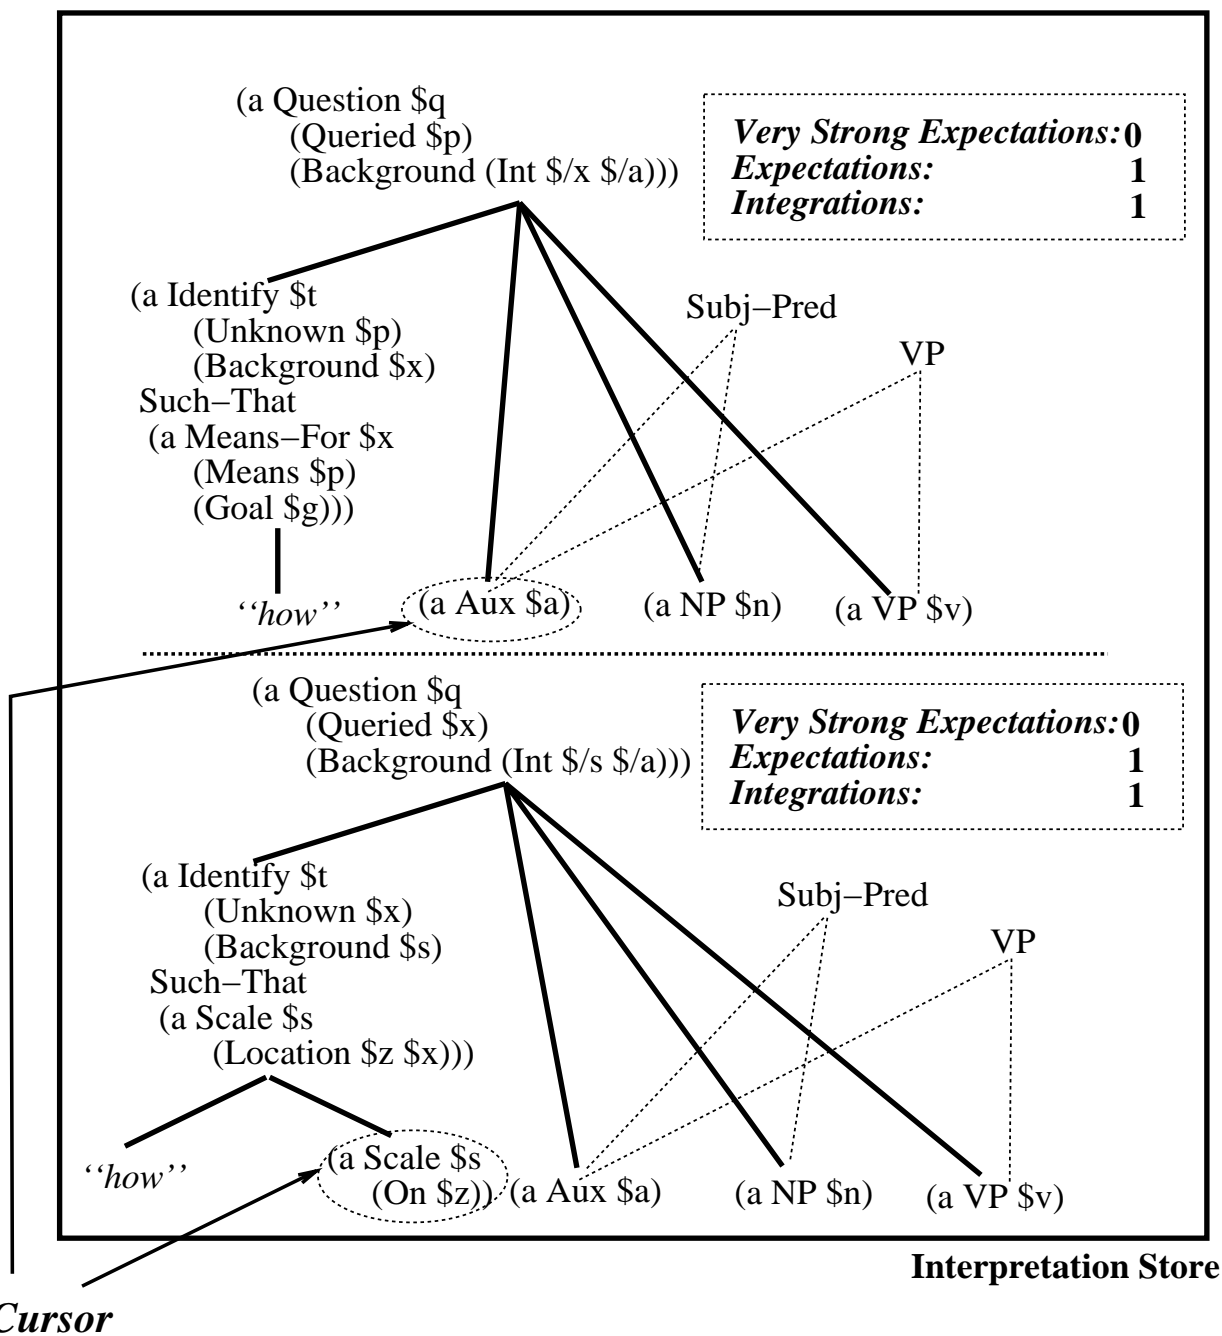 (a Question $q
(Queried $p)
(Background (Int $/x $/a)))
Very Strong Expectations: 0
Expectations: 1
Integrations: 1
(a Identify $t
(Unknown $p)
(Background $x)
Such−That
(a Means−For $x
(Means $p)
(Goal $g)))
Subj−Pred
VP
‘‘how’’
(a Aux $a)
(a NP $n)
(a VP $v)
(a Question $q
(Queried $x)
(Background (Int $/s $/a)))
Very Strong Expectations: 0
Expectations: 1
Integrations: 1
(a Identify $t
(Unknown $x)
(Background $s)
Such−That
(a Scale $s
(Location $z $x)))
Subj−Pred
VP
‘‘how’’
(a Scale $s
(On $z))
(a Aux $a)
(a NP $n)
(a VP $v)
Interpretation Store
Cursor